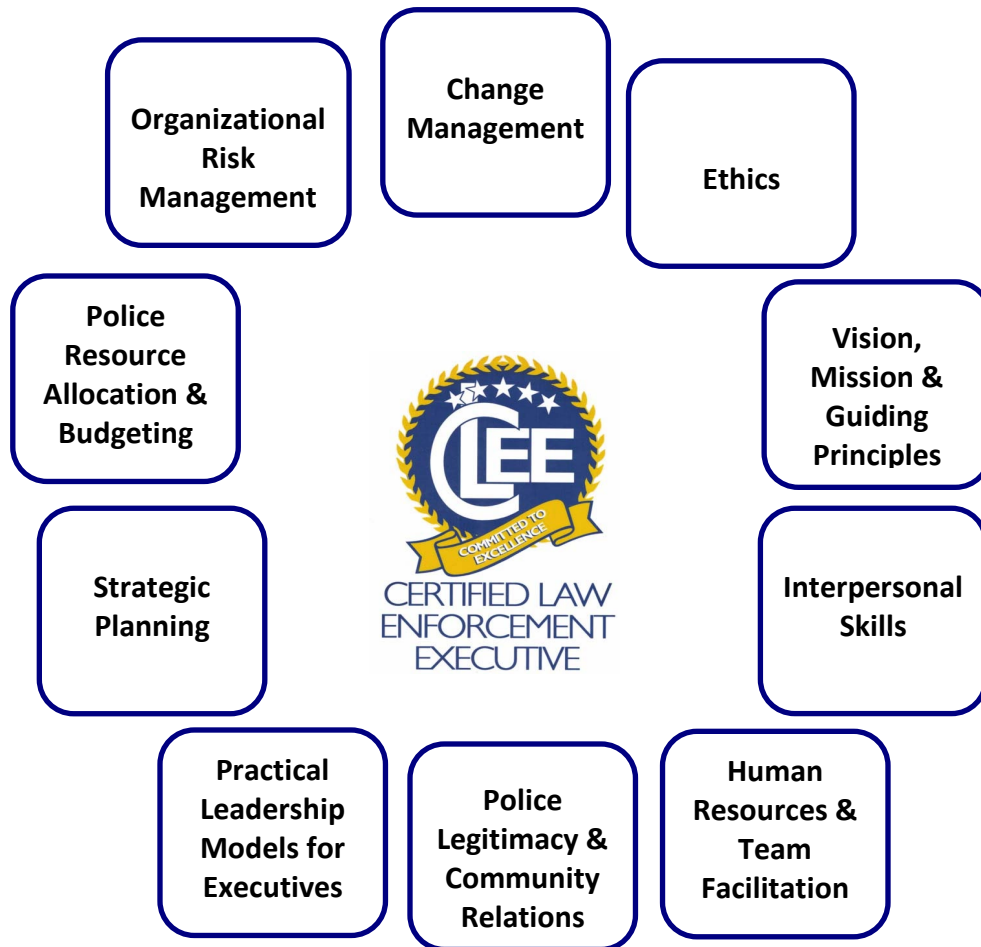 Change
Management
Organizational
Risk
Management
Ethics
Police
Resource
Allocation &
Budgeting
Vision,
Mission &
Guiding
Principles
CLEE
COMMITTED TO
EXCELLENCE
CERTIFIED LAW
ENFORCEMENT
EXECUTIVE
Strategic
Planning
Interpersonal
Skills
Practical
Leadership
Models for
Executives
Police
Legitimacy &
Community
Relations
Human
Resources &
Team
Facilitation